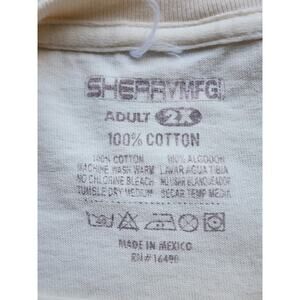 SHERRYMFG
ADULT 2X
100% COTTON
100% COTTON 100% ALGODON
MACHINE WASH WARM LAVAR AGUA TIBIA
NO CHLORINE BLEACH NO USAR BLANQUEADOR
TUMBLE DRY MEDIUM SECAR TEMP MEDIA
MADE IN MEXICO
RN# 16490